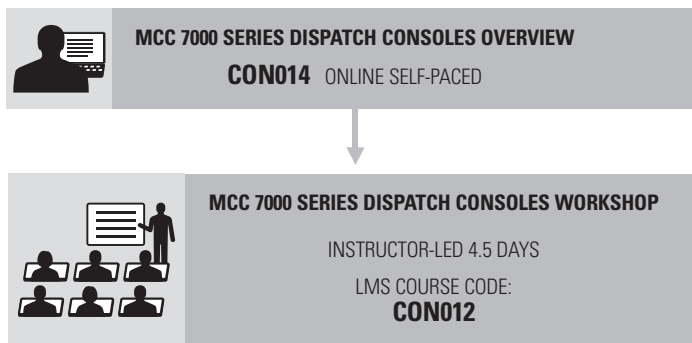 MCC 7000 SERIES DISPATCH CONSOLES OVERVIEW
CON014 ONLINE SELF-PACED
MCC 7000 SERIES DISPATCH CONSOLES WORKSHOP
INSTRUCTOR-LED 4.5 DAYS
LMS COURSE CODE:
CON012